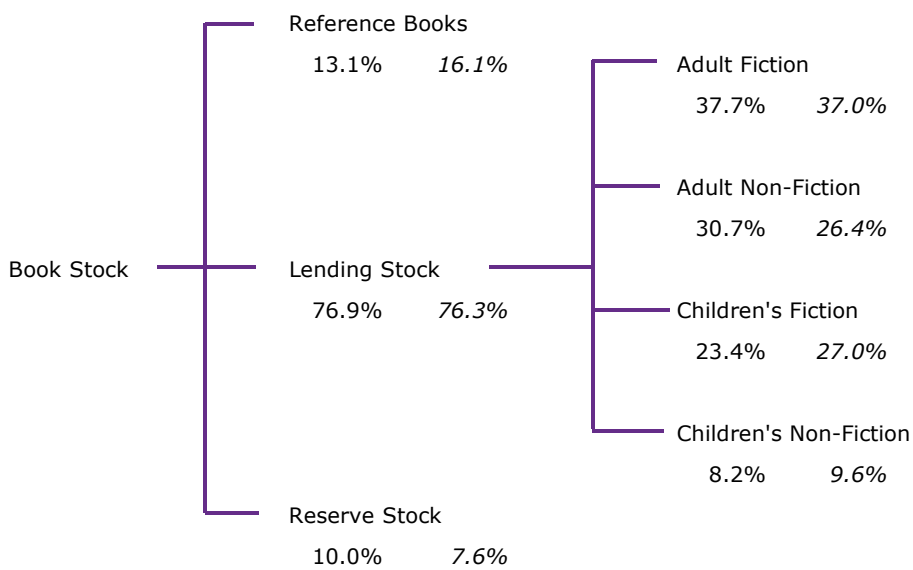 Reference Books
13.1% 16.1%
Adult Fiction
37.7% 37.0%
Adult Non-Fiction
30.7% 26.4%
Book Stock
Lending Stock
76.9% 76.3%
Children's Fiction
23.4% 27.0%
Children's Non-Fiction
8.2% 9.6%
Reserve Stock
10.0% 7.6%